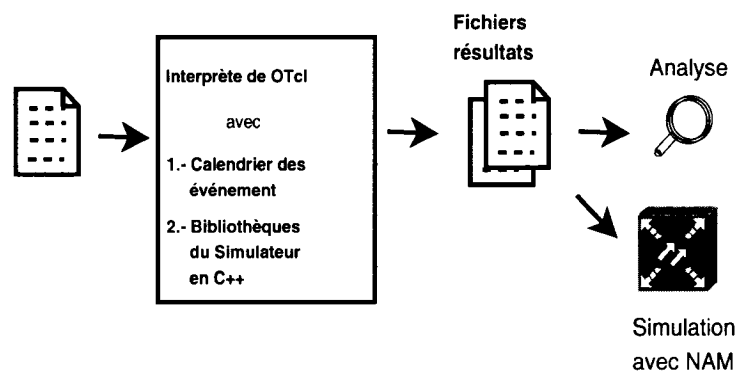 Interprète de OTcl
avec
1.- Calendrier des
événement
2.- Bibliothèques
du Simulateur
en C++
Fichiers
résultats
Analyse
Simulation
avec NAM